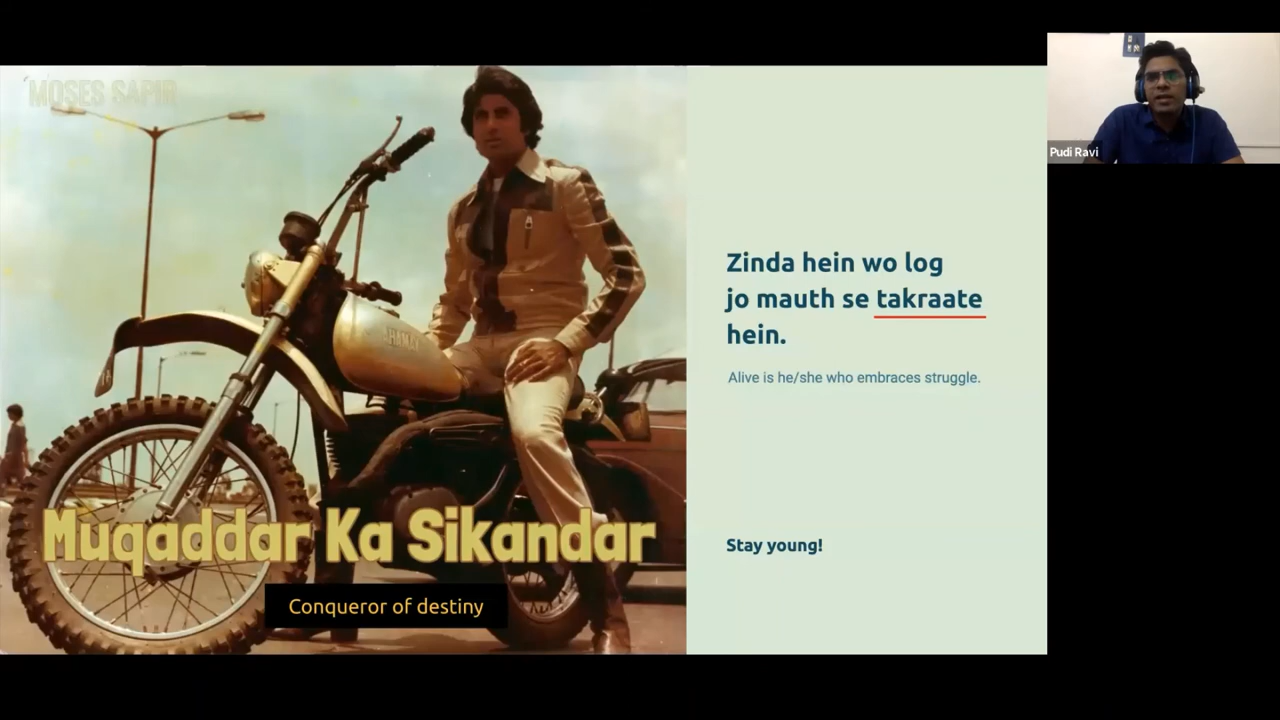 'MOSES SAPIR
Muqaddar Ka Sikandar
Conqueror of destiny
Zinda hein wo log
jo mauth se takraate
hein.
Alive is he/she who embraces struggle.
Stay young!
Pudi Ravi